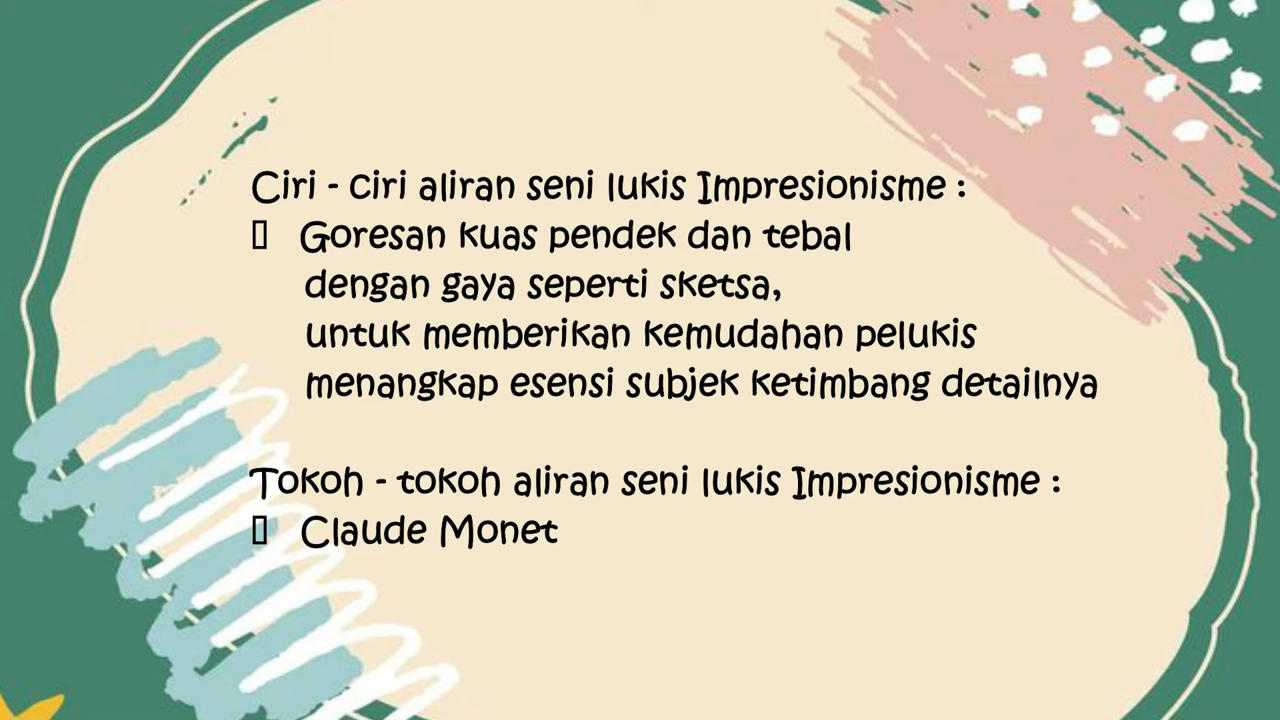 Ciri - ciri aliran seni lukis Impresionisme :
▯ Goresan kuas pendek dan tebal
dengan gaya seperti sketsa,
untuk memberikan kemudahan pelukis
menangkap esensi subjek ketimbang detailnya
Tokoh - tokoh aliran seni lukis Impresionisme :
▯ Claude Monet